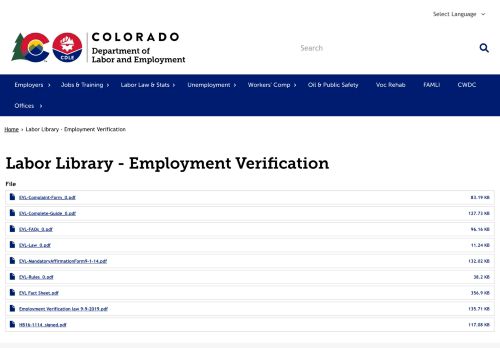 Select Language
COLORADO
Department of
Labor and Employment
CDLE
Search
Employers
Jobs & Training
Labor Law & Stats
Unemployment
Workers' Comp
Oil & Public Safety
Voc Rehab
FAMLI
CWDC
Offices
Home › Labor Library - Employment Verification
Labor Library - Employment Verification
File
EVL-Complaint-Form_0.pdf 83.19 KB
EVL-Complete-Guide_0.pdf 127.73 KB
EVL-FAQs_0.pdf 96.16 KB
EVL-Law_0.pdf 11.24 KB
EVL-MandatoryAffirmationForm9-1-14.pdf 132.02 KB
EVL-Rules_0.pdf 38.2 KB
EVL Fact Sheet.pdf 356.9 KB
Employment Verification law 9-9-2015.pdf 135.71 KB
HB16-1114_signed.pdf 117.08 KB